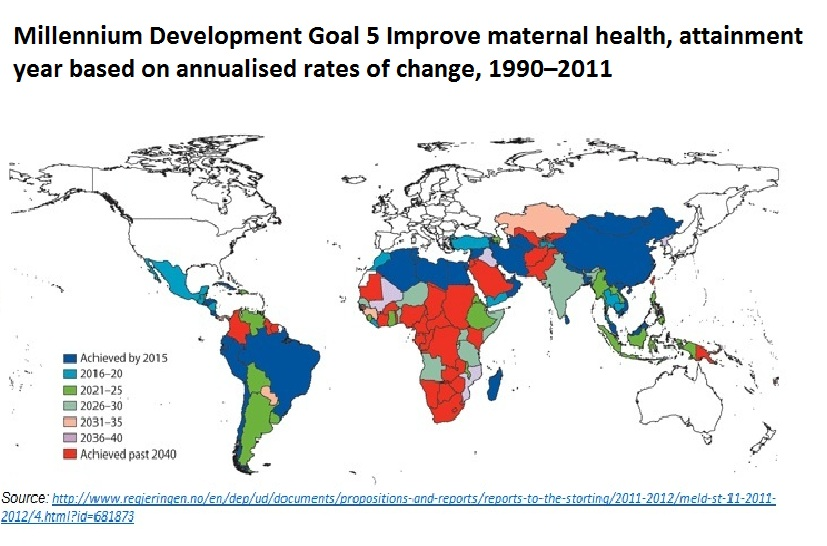 Millennium Development Goal 5 Improve maternal health, attainment
year based on annualised rates of change, 1990–2011
Achieved by 2015
2016–20
2021–25
2026–30
2031–35
2036–40
Achieved past 2040
Source: http://www.regjeringen.no/en/dep/ud/documents/propositions-and-reports/reports-to-the-storting/2011-2012/meld-st-11-2011-
2012/4.html?id=681873